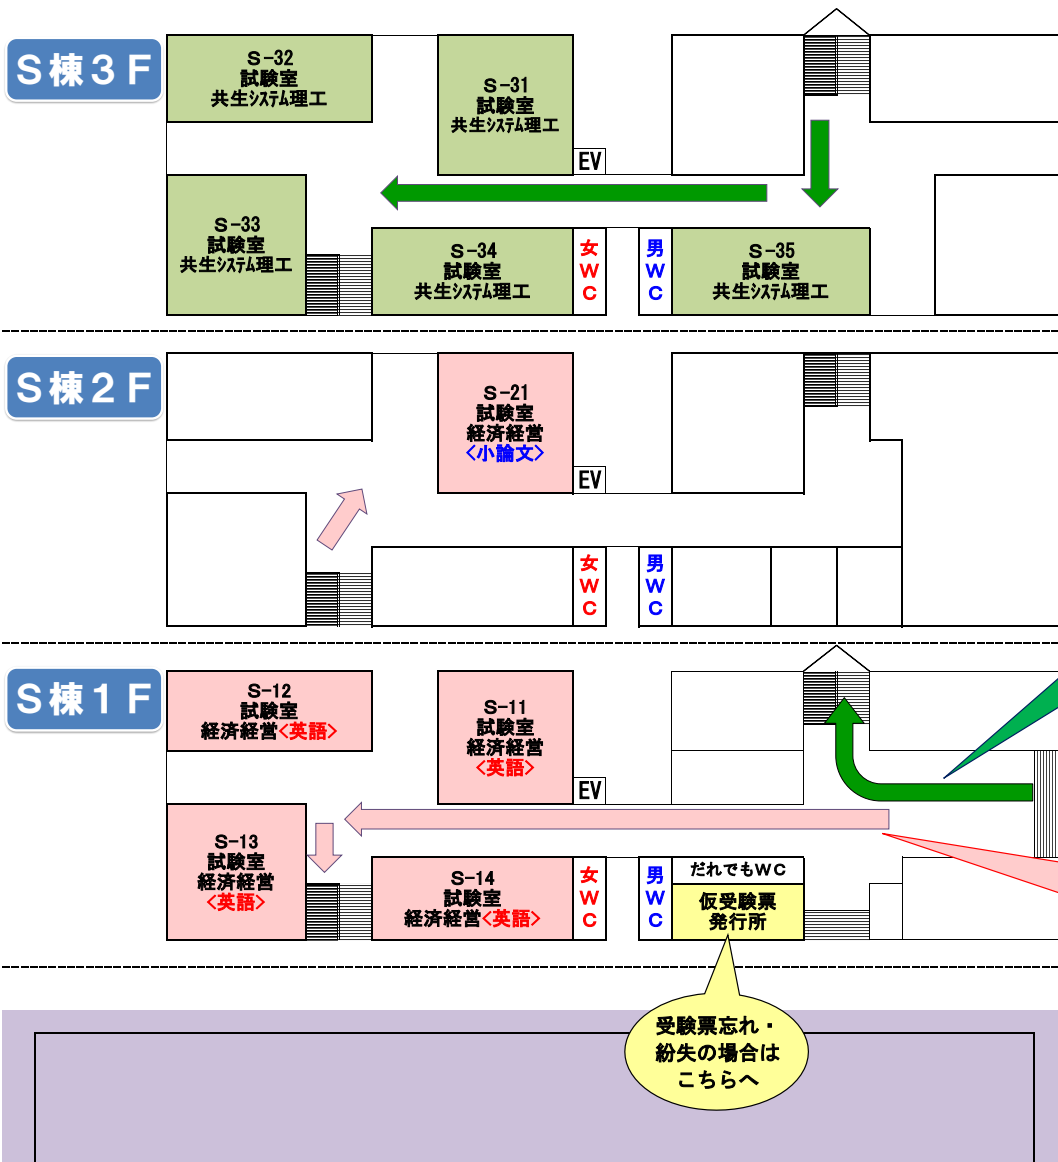 S棟3F
S-32
試験室
共生システム理工
S-31
試験室
共生システム理工
EV
S-33
試験室
共生システム理工
S-34
試験室
共生システム理工
女
W
C
男
W
C
S-35
試験室
共生システム理工
S棟2F
S-21
試験室
経済経営
<小論文>
EV
女
W
C
男
W
C
S棟1F
S-12
試験室
経済経営<英語>
S-11
試験室
経済経営
<英語>
EV
S-13
試験室
経済経営
<英語>
S-14
試験室
経済経営<英語>
女
W
C
男
W
C
だれでもWC
仮受験票
発行所
受験票忘れ・
紛失の場合は
こちらへ